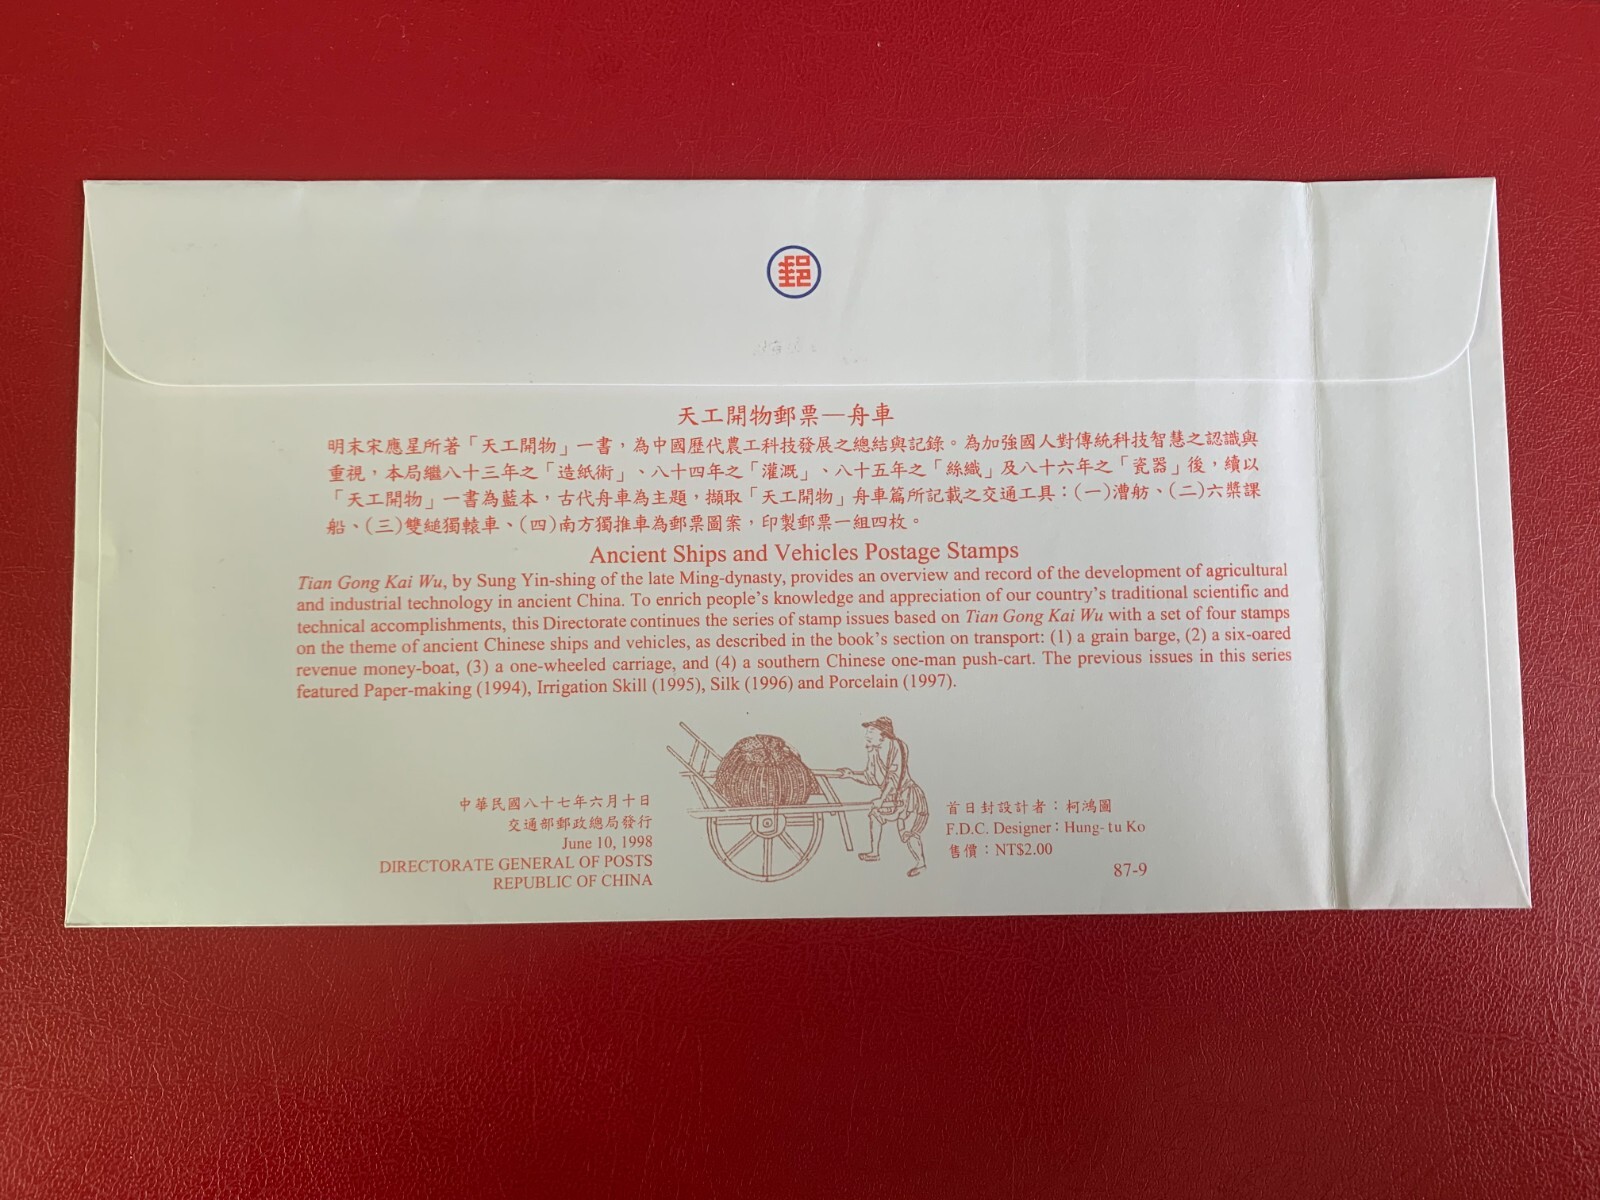 郵
天工開物郵票—舟車
明末宋應星所著「天工開物」一書，為中國歷代農工科技發展之總結與記錄。為加強國人對傳統科技智慧之認識與
重視，本局繼八十三年之「造紙術」、八十四年之「灌溉」、八十五年之「絲織」及八十六年之「瓷器」後，續以
「天工開物」一書為藍本，古代舟車為主題，擷取「天工開物」舟車篇所記載之交通工具：(一)漕舫、(二)六槳課
船、(三)雙縋獨轅車、(四)南方獨推車為郵票圖案，印製郵票一組四枚。
Ancient Ships and Vehicles Postage Stamps
Tian Gong Kai Wu, by Sung Yin-shing of the late Ming-dynasty, provides an overview and record of the development of agricultural
and industrial technology in ancient China. To enrich people's knowledge and appreciation of our country's traditional scientific and
technical accomplishments, this Directorate continues the series of stamp issues based on Tian Gong Kai Wu with a set of four stamps
on the theme of ancient Chinese ships and vehicles, as described in the book's section on transport: (1) a grain barge, (2) a six-oared
revenue money-boat, (3) a one-wheeled carriage, and (4) a southern Chinese one-man push-cart. The previous issues in this series
featured Paper-making (1994), Irrigation Skill (1995), Silk (1996) and Porcelain (1997).
中華民國八十七年六月十日
交通部郵政總局發行
June 10, 1998
DIRECTORATE GENERAL OF POSTS
REPUBLIC OF CHINA
首日封設計者：柯鴻圖
F.D.C. Designer：Hung-tu Ko
售價：NT$2.00
87-9